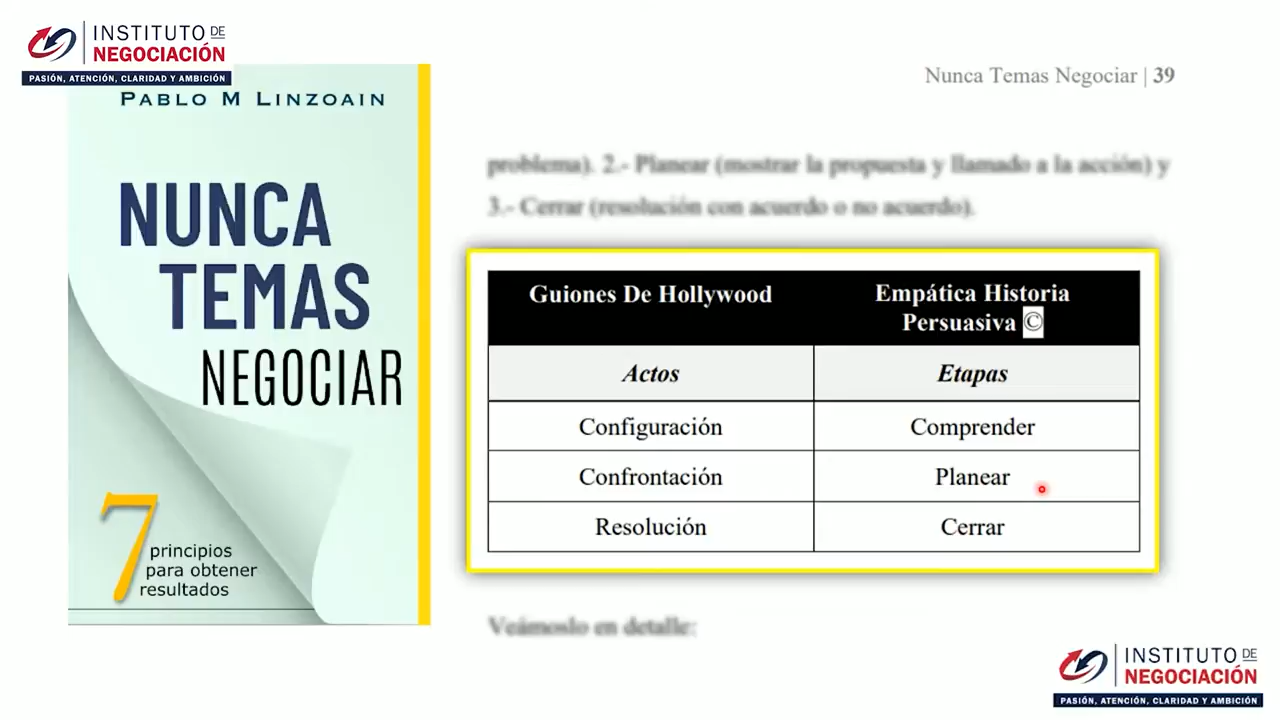 INSTITUTO DE
NEGOCIACIÓN
PASIÓN, ATENCIÓN, CLARIDAD Y AMBICIÓN
PABLO M LINZOAIN
NUNCA
TEMAS
NEGOCIAR
7 principios
para obtener
resultados
Nunca Temas Negociar | 39
problema). 2.- Planear (mostrar la propuesta y llamado a la acción) y
3.- Cerrar (resolución con acuerdo o no acuerdo).
Guiones De Hollywood
Empática Historia
Persuasiva ©
Actos
Etapas
Configuración
Comprender
Confrontación
Planear
Resolución
Cerrar
Veámoslo en detalle:
INSTITUTO DE
NEGOCIACIÓN
PASIÓN, ATENCIÓN, CLARIDAD Y AMBICIÓN